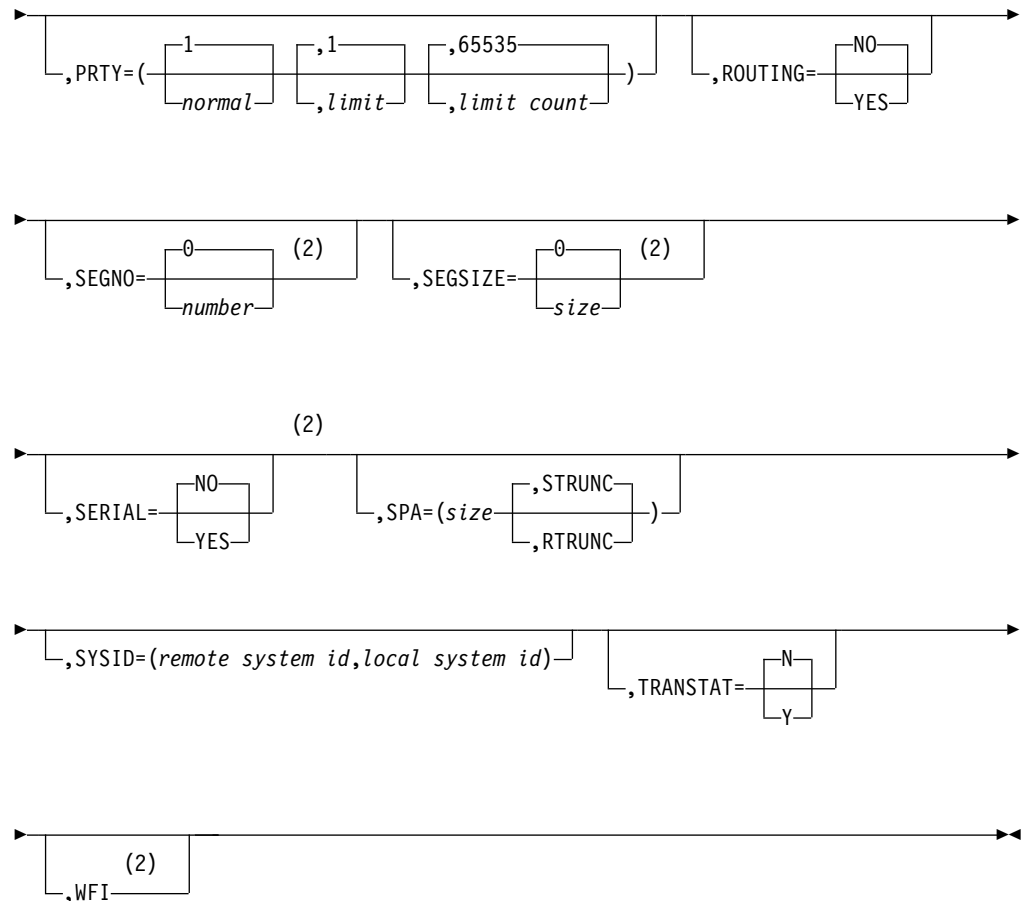 1 ,1 ,65535 NO
,PRTY=( normal ,limit ,limit count ) ,ROUTING= YES
0 (2) 0 (2)
,SEGNO= number ,SEGSIZE= size
(2)
NO ,STRUNC
,SERIAL= YES ,SPA=(size ,RTRUNC )
,SYSID=(remote system id,local system id) N
,TRANSTAT= Y
(2)
,WFI